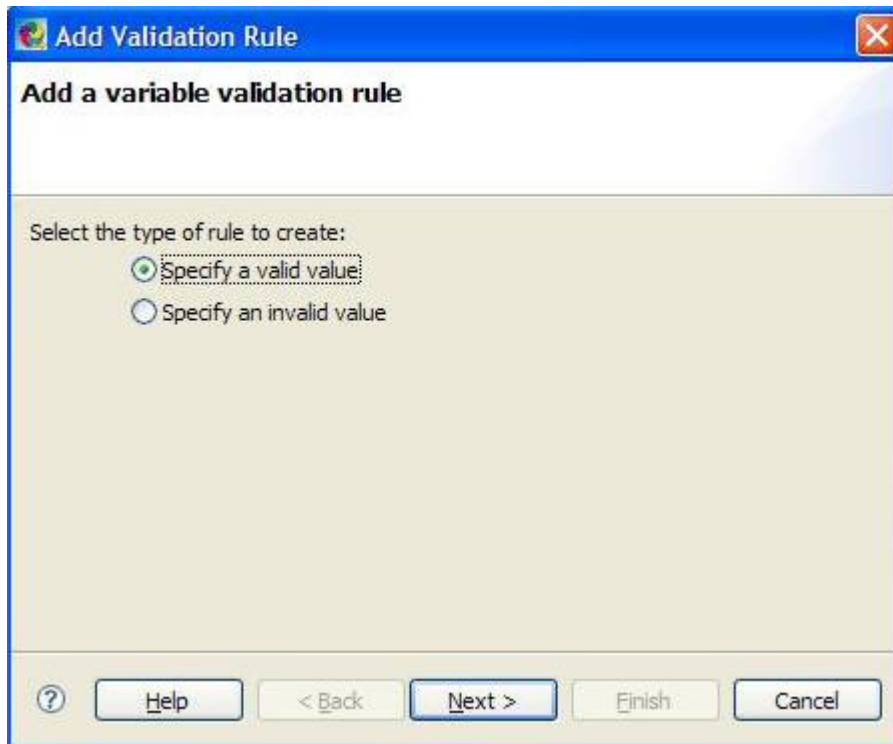 Add Validation Rule
Add a variable validation rule
Select the type of rule to create:
Specify a valid value
Specify an invalid value
? Help < Back Next > Finish Cancel